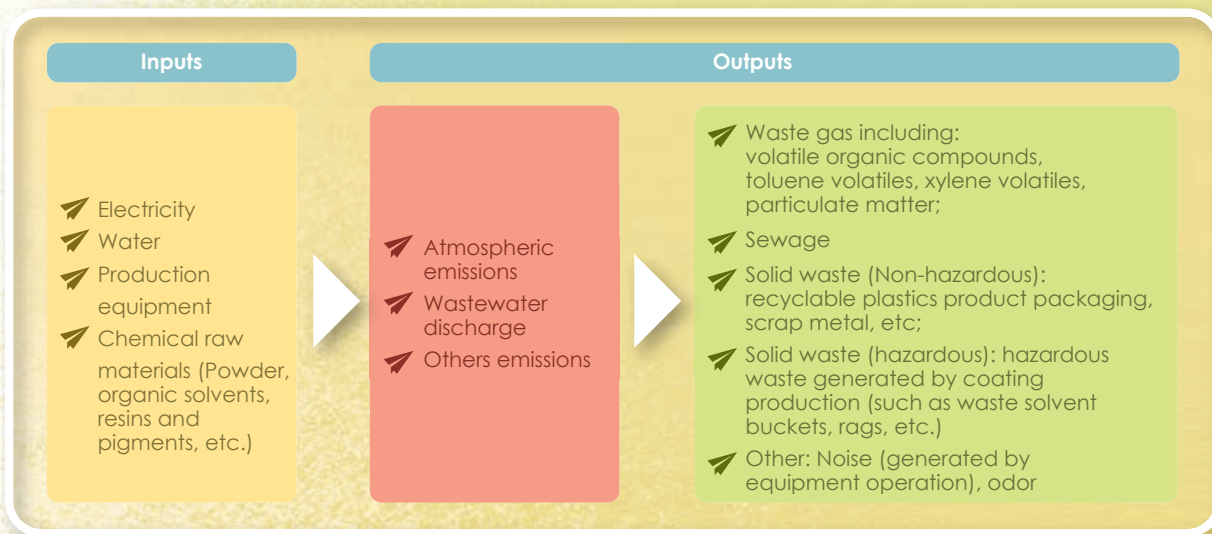 Inputs
Outputs
Electricity
Water
Production
equipment
Chemical raw
materials (Powder,
organic solvents,
resins and
pigments, etc.)
Atmospheric
emissions
Wastewater
discharge
Others emissions
Waste gas including:
volatile organic compounds,
toluene volatiles, xylene volatiles,
particulate matter;
Sewage
Solid waste (Non-hazardous):
recyclable plastics product packaging,
scrap metal, etc;
Solid waste (hazardous): hazardous
waste generated by coating
production (such as waste solvent
buckets, rags, etc.)
Other: Noise (generated by
equipment operation), odor